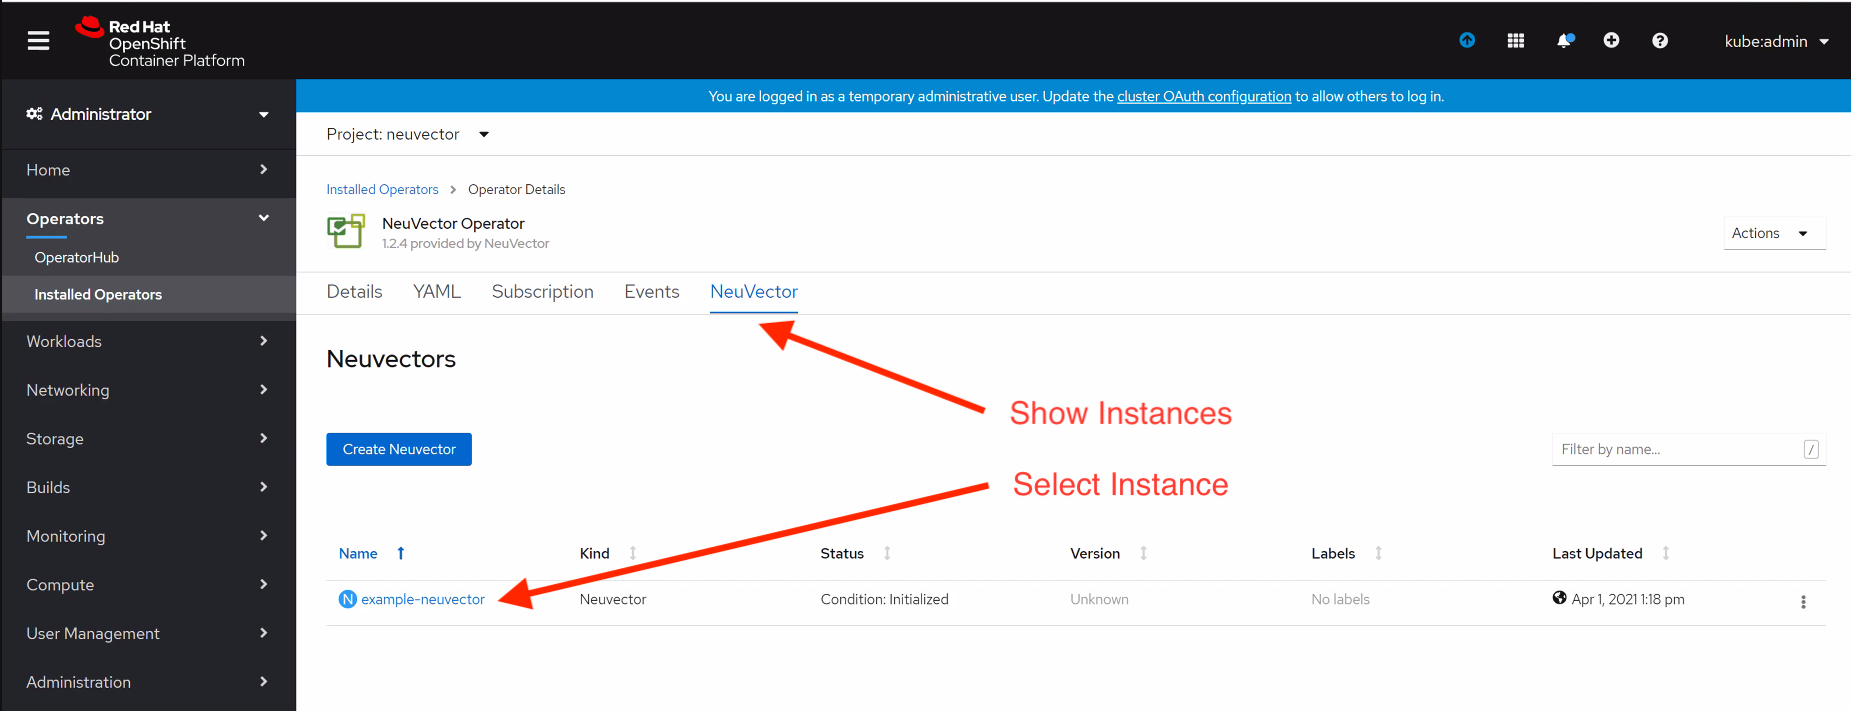 Red Hat
OpenShift
Container Platform
kube:admin
Administrator
Home
Operators
OperatorHub
Installed Operators
Workloads
Networking
Storage
Builds
Monitoring
Compute
User Management
Administration
You are logged in as a temporary administrative user. Update the cluster OAuth configuration to allow others to log in.
Project: neuvector
Installed Operators > Operator Details
NeuVector Operator
1.2.4 provided by NeuVector
Actions
Details YAML Subscription Events NeuVector
Neuvectors
Show Instances
Create Neuvector
Filter by name... /
Select Instance
Name Kind Status Version Labels Last Updated
N example-neuvector Neuvector Condition: Initialized Unknown No labels Apr 1, 2021 1:18 pm